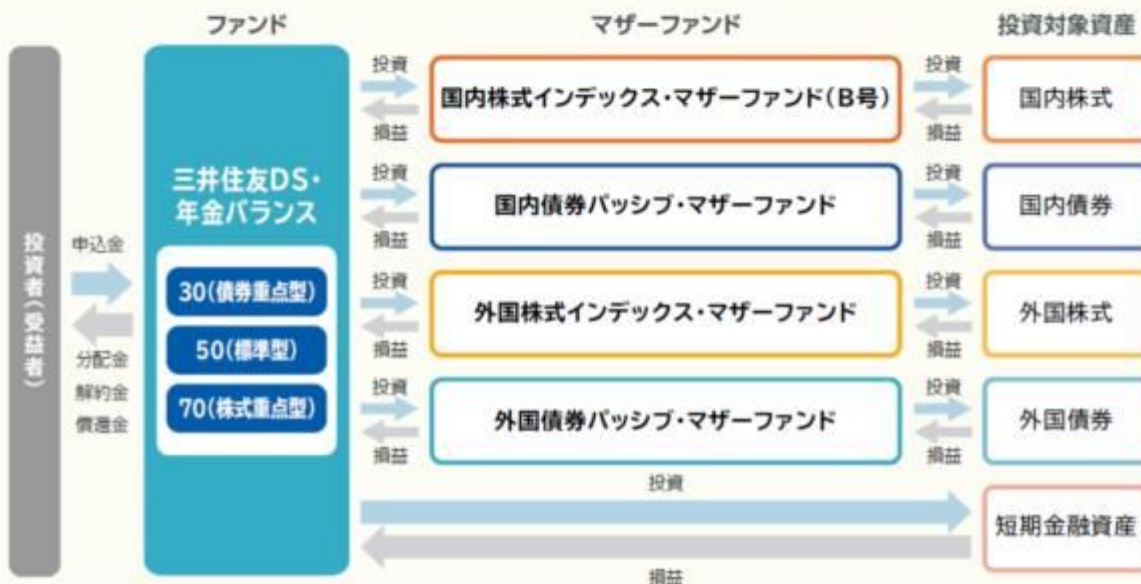 ファンド
マザーファンド
投資対象資産
投資者(受益者)
申込金
分配金
解約金
償還金
三井住友DS・
年金バランス
30(債券重点型)
50(標準型)
70(株式重点型)
投資
損益
国内株式インデックス・マザーファンド(B号)
投資
損益
国内株式
投資
損益
国内債券パッシブ・マザーファンド
投資
損益
国内債券
投資
損益
外国株式インデックス・マザーファンド
投資
損益
外国株式
投資
損益
外国債券パッシブ・マザーファンド
投資
損益
外国債券
投資
損益
短期金融資産